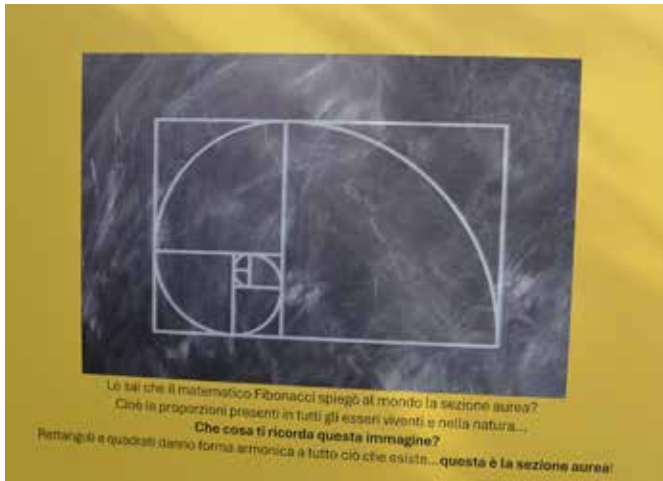 Lo sai che il matematico Fibonacci spiegò al mondo la sezione aurea?
Cioè le proporzioni presenti in tutti gli esseri viventi e nella natura...
Che cosa ti ricorda questa immagine?
Rettangoli e quadrati danno forma armonica a tutto ciò che esiste...questa è la sezione aurea!